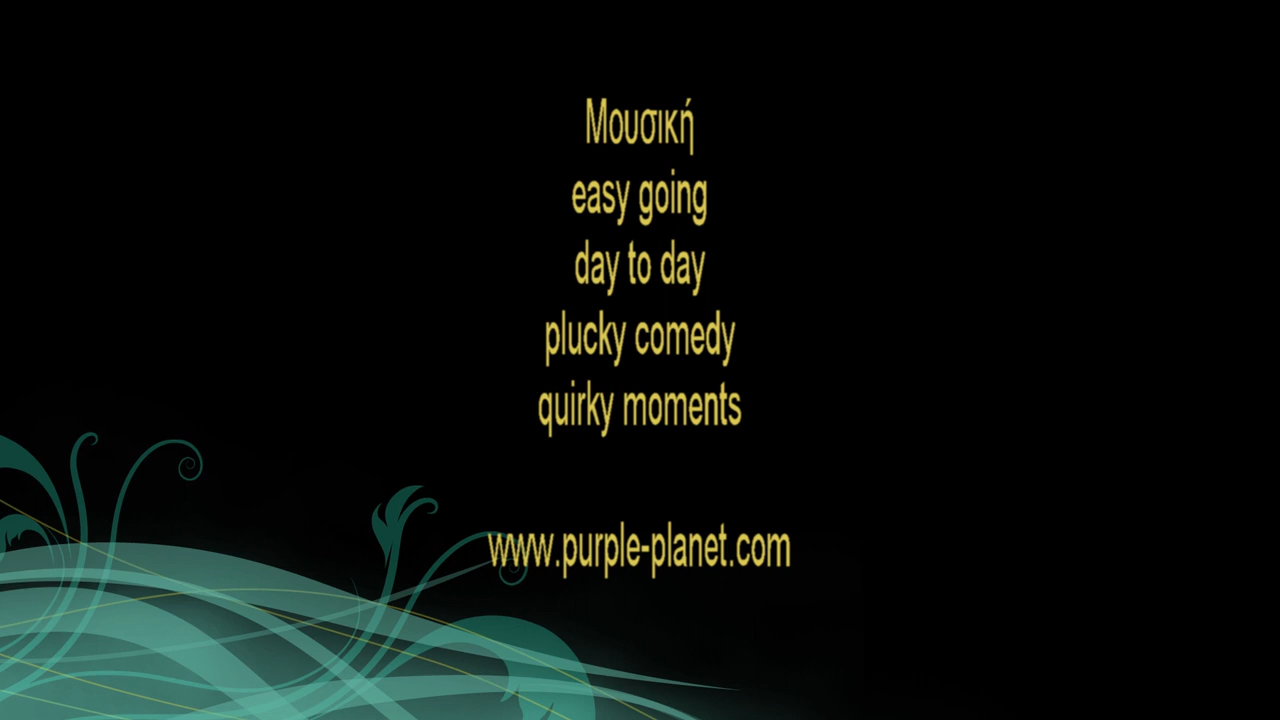 Μουσική
easy going
day to day
plucky comedy
quirky moments
www.purple-planet.com